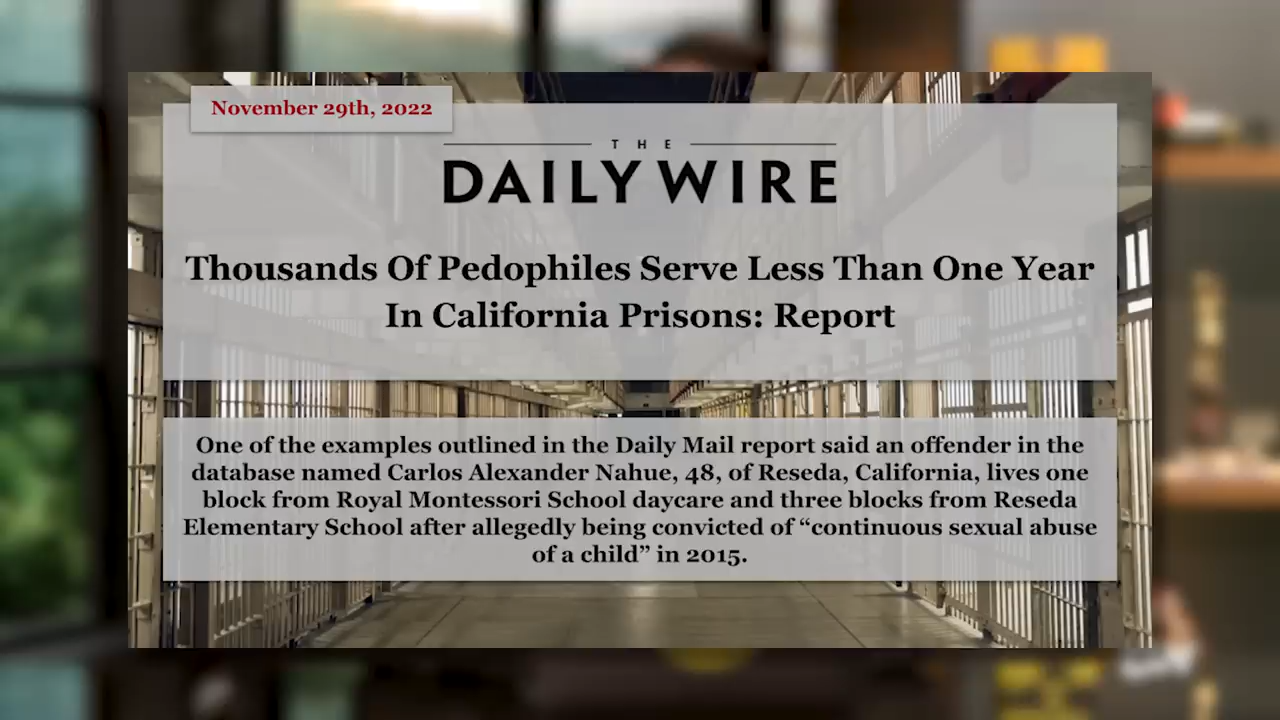 November 29th, 2022
THE
DAILY WIRE
Thousands Of Pedophiles Serve Less Than One Year
In California Prisons: Report
One of the examples outlined in the Daily Mail report said an offender in the
database named Carlos Alexander Nahue, 48, of Reseda, California, lives one
block from Royal Montessori School daycare and three blocks from Reseda
Elementary School after allegedly being convicted of “continuous sexual abuse
of a child” in 2015.